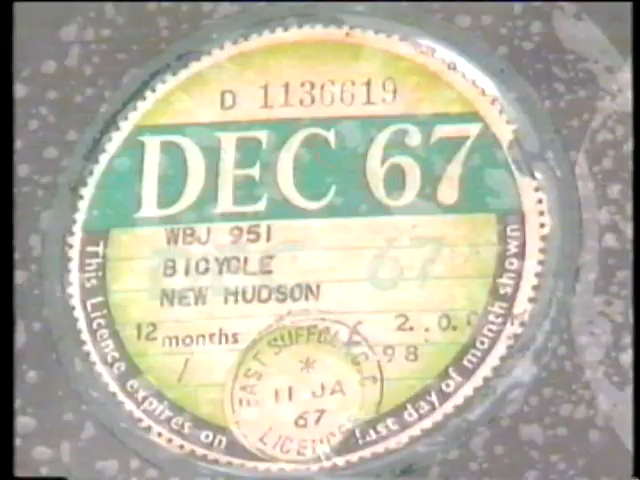 D 1136619
DEC 67
WBJ 951
BICYCLE
NEW HUDSON
12 months
£ 2. 0. 0
98
EAST SUFFOLK C C
*
11 JA
67
This Licence expires on last day of month shown